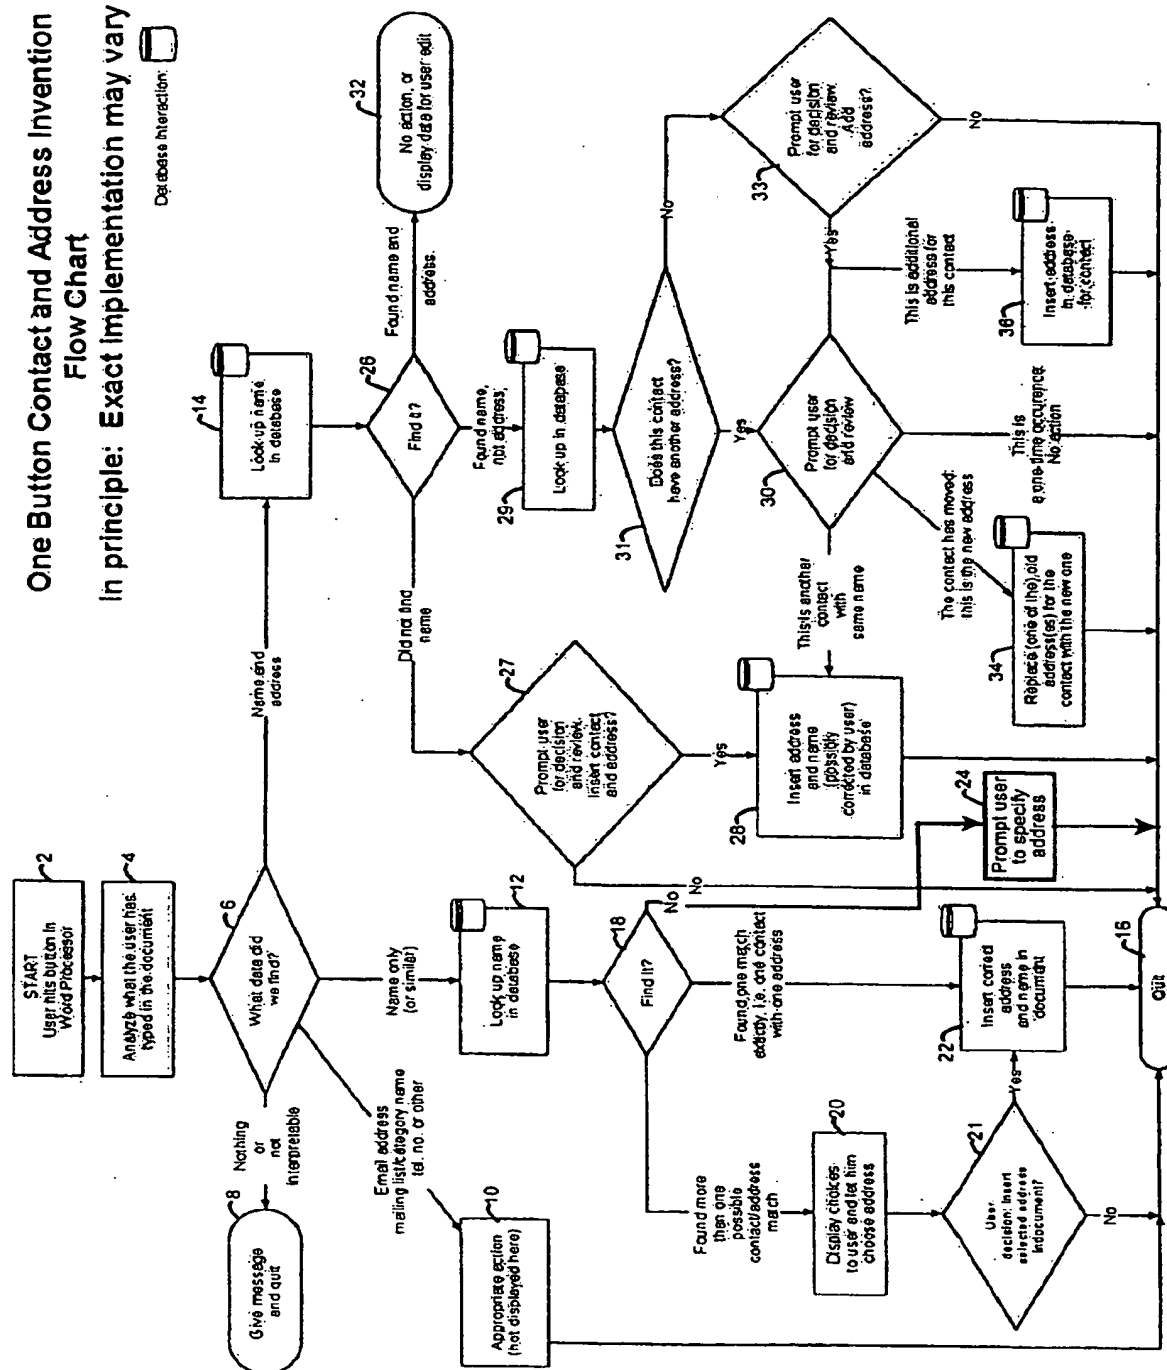 One Button Contact and Address Invention
Flow Chart
In principle: Exact implementation may vary
Database Interaction:
START
User hits button in
Word Processor
2
Analyze what the user has
typed in the document
4
What data did
we find?
6
Nothing
or
not
interpretable
Give message
and quit
8
Email address
mailing list/category name
tel. no. or other
Appropriate action
(not displayed here)
10
Name only
(or similar)
Look up name
in database
12
Name and
address
Look up name
in database
14
Find it?
18
Found more
than one
possible
contact/address
match
Display choices
to user and let him
choose address
20
User
decision: Insert
selected address
in document?
21
Yes
No
Found one match
exactly, i.e. one contact
with one address
Insert correct
address
and name in
document
22
No
Prompt user
to specify
address
24
Quit
16
Find it?
26
Found name and
address.
No action, or
display data for user edit
32
Did not find
name
Prompt user
for decision
and review.
Insert contact
and address?
27
Yes
No
Insert address
and name
(possibly
corrected by user)
in database
28
Found name,
not address,
Look up in database
29
Does this contact
have another address?
31
Yes
No
Prompt user
for decision
and review
30
Prompt user
for decision
and review.
Add
address?
33
Yes
No
This is another
contact
with
same name
The contact has moved:
this is the new address
Replace (one of the) old
address(es) for the
contact with the new one
34
This is
a one time occurence:
No action
This is additional
address for
this contact
Insert address
in database
for contact
36